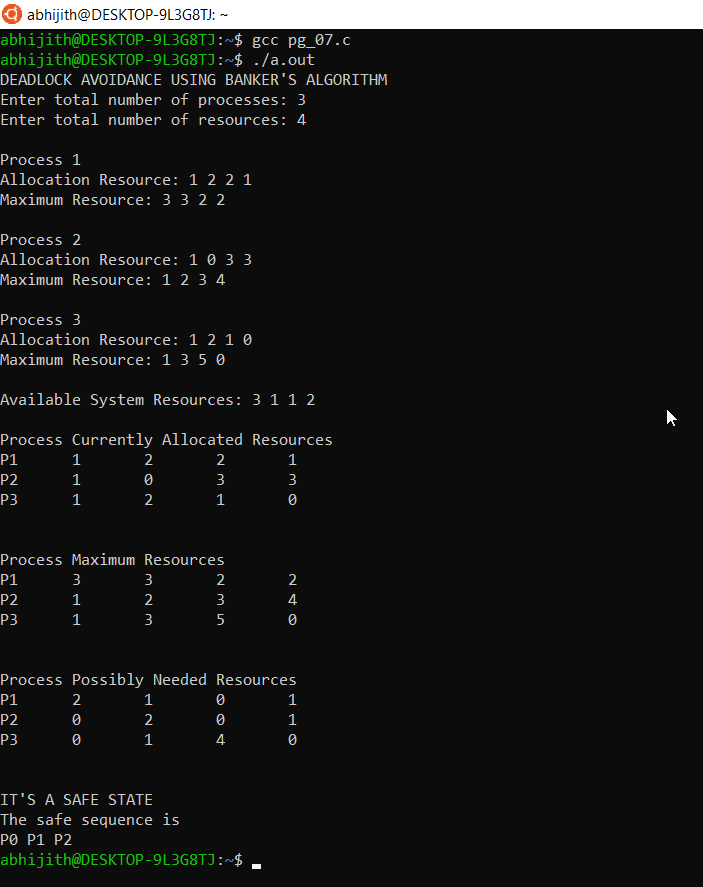 abhijith@DESKTOP-9L3G8TJ: ~
abhijith@DESKTOP-9L3G8TJ:~$ gcc pg_07.c
abhijith@DESKTOP-9L3G8TJ:~$ ./a.out
DEADLOCK AVOIDANCE USING BANKER'S ALGORITHM
Enter total number of processes: 3
Enter total number of resources: 4
Process 1
Allocation Resource: 1 2 2 1
Maximum Resource: 3 3 2 2
Process 2
Allocation Resource: 1 0 3 3
Maximum Resource: 1 2 3 4
Process 3
Allocation Resource: 1 2 1 0
Maximum Resource: 1 3 5 0
Available System Resources: 3 1 1 2
Process Currently Allocated Resources
P1 1 2 2 1
P2 1 0 3 3
P3 1 2 1 0
Process Maximum Resources
P1 3 3 2 2
P2 1 2 3 4
P3 1 3 5 0
Process Possibly Needed Resources
P1 2 1 0 1
P2 0 2 0 1
P3 0 1 4 0
IT'S A SAFE STATE
The safe sequence is
P0 P1 P2
abhijith@DESKTOP-9L3G8TJ:~$